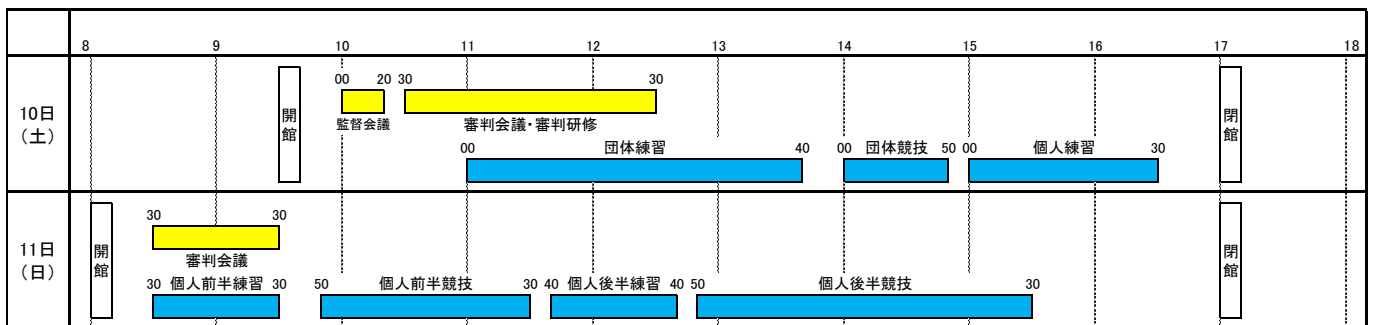 8 9 10 11 12 13 14 15 16 17 18
10日
（土）
開館
00 20 30 30
監督会議 審判会議・審判研修
団体練習 団体競技 個人練習
00 40 00 50 00 30
閉館
11日
（日）
開館
30 30
審判会議
個人前半練習 個人前半競技 個人後半練習 個人後半競技
30 30 50 30 40 40 50 30
閉館